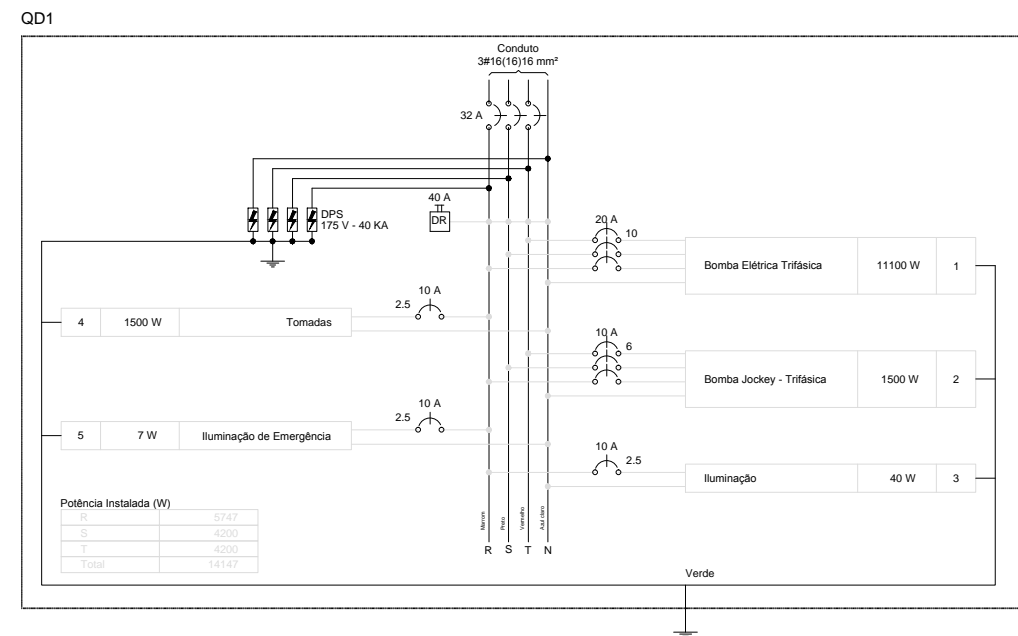 QD1
Conduto
3#16(16)16 mm²
32 A
DPS
175 V - 40 KA
40 A
DR
20 A
10
Bomba Elétrica Trifásica 11100 W 1
10 A
2.5
4 1500 W Tomadas
10 A
6
Bomba Jockey - Trifásica 1500 W 2
10 A
2.5
5 7 W Iluminação de Emergência
10 A
2.5
Iluminação 40 W 3
Potência Instalada (W)
R 5747
S 4200
T 4200
Total 14147
Marrom
Preto
Vermelho
Azul claro
R S T N
Verde